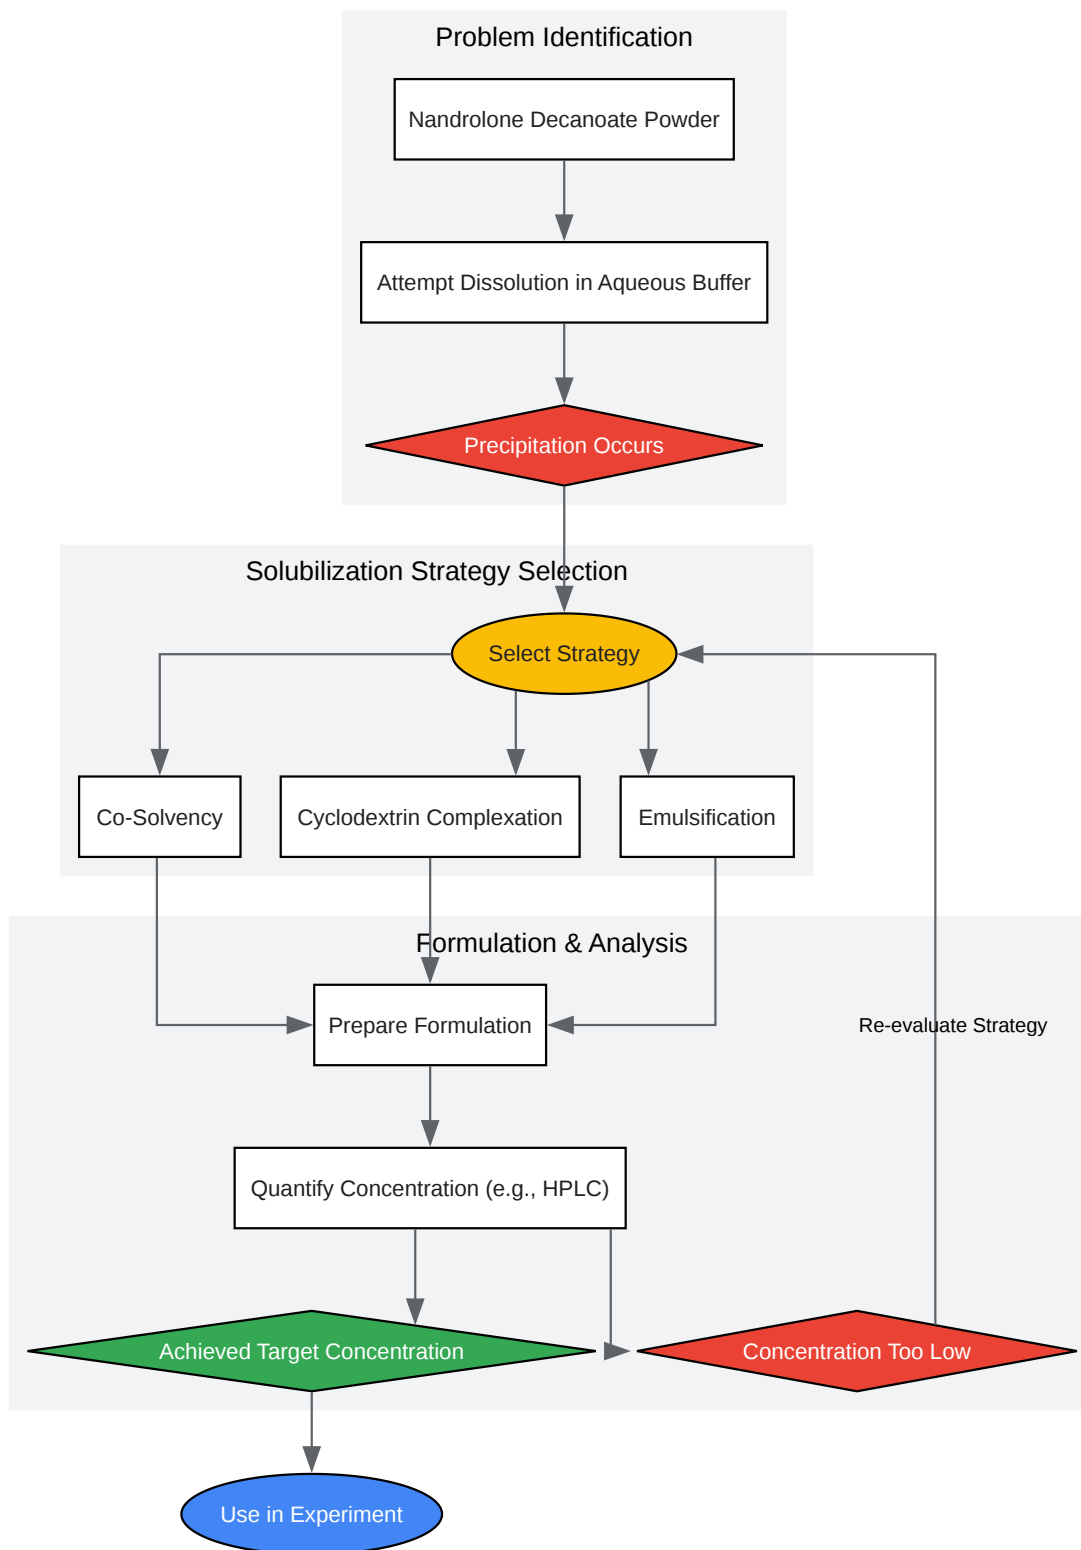 Problem Identification
Nandrolone Decanoate Powder
Attempt Dissolution in Aqueous Buffer
Precipitation Occurs
Solubilization Strategy Selection
Select Strategy
Co-Solvency
Cyclodextrin Complexation
Emulsification
Formulation & Analysis
Prepare Formulation
Re-evaluate Strategy
Quantify Concentration (e.g., HPLC)
Achieved Target Concentration
Concentration Too Low
Use in Experiment